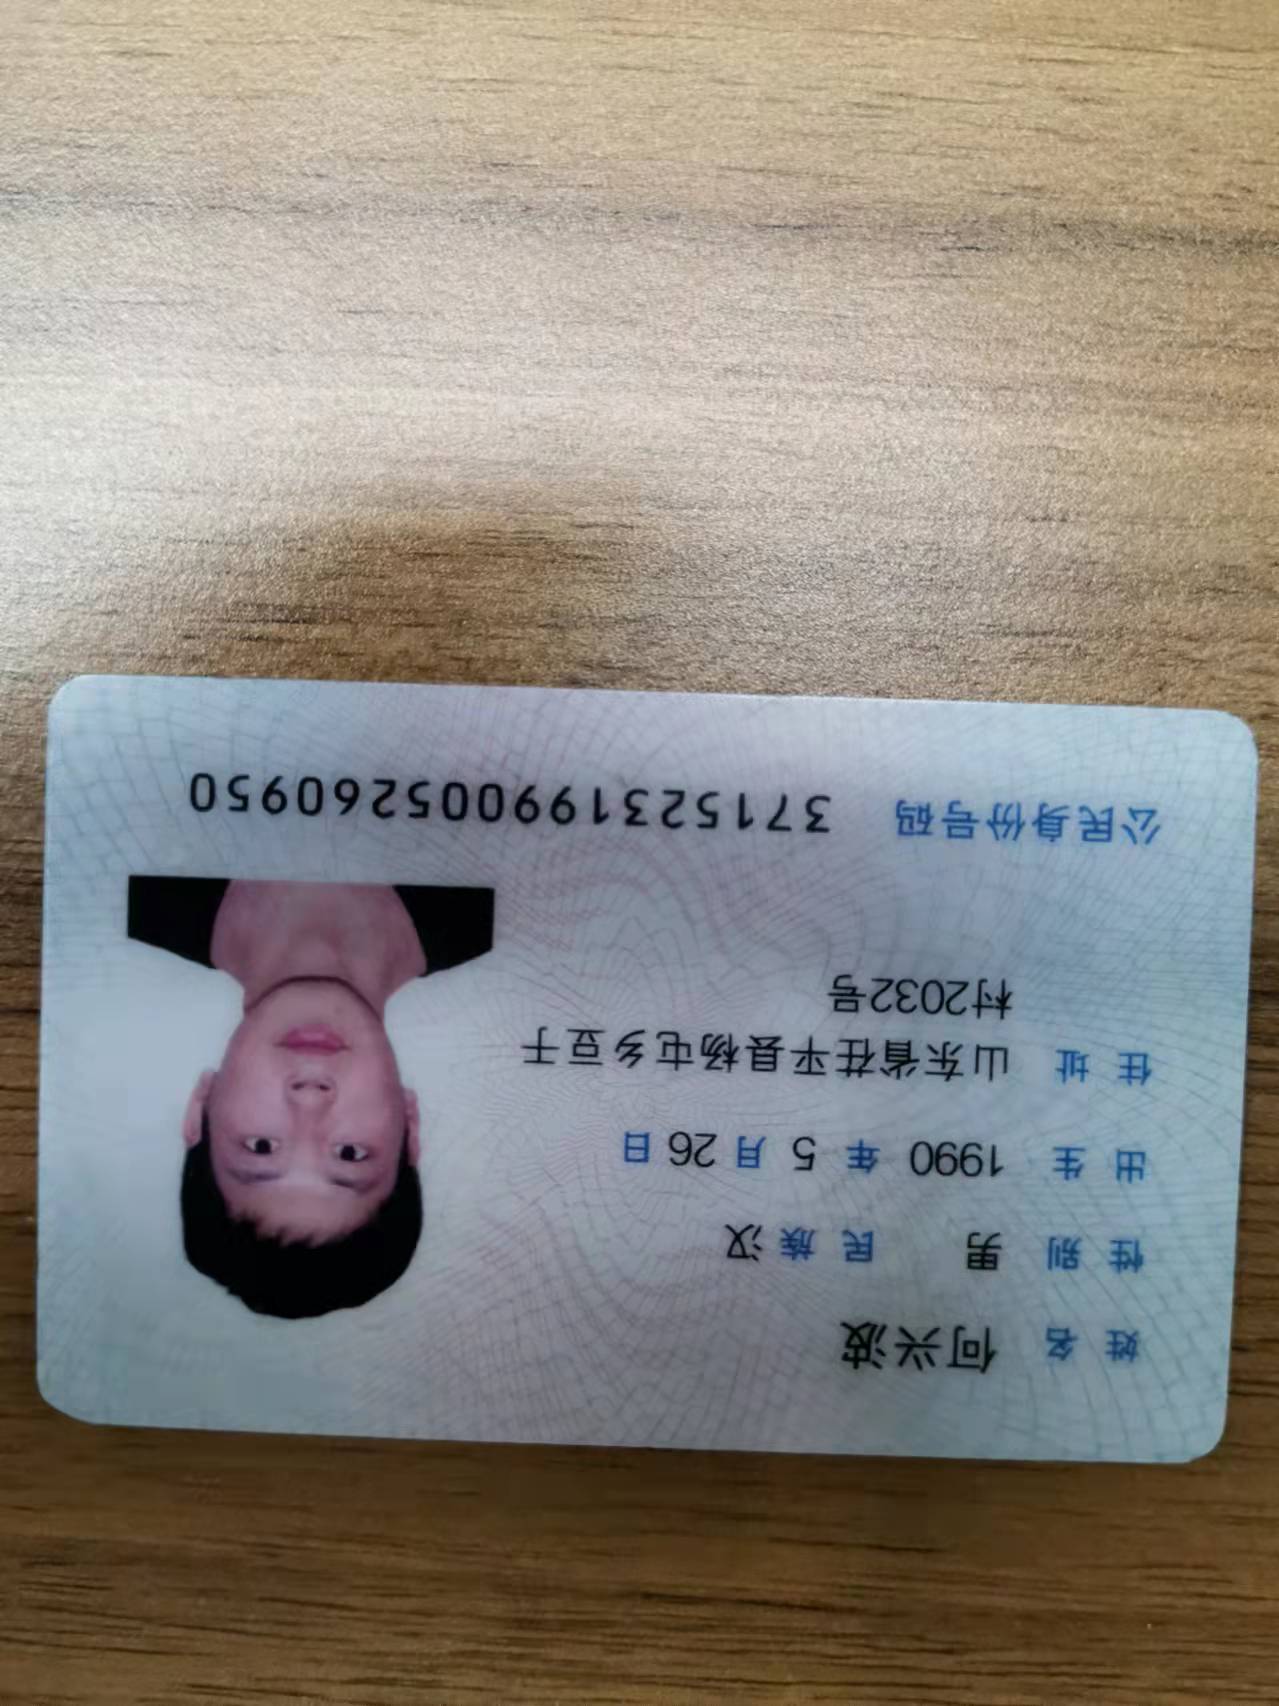 姓名 何兴波
性别 男 民族 汉
出生 1990 年 5 月 26 日
住址 山东省茌平县杨屯乡豆于
村2032号
公民身份号码 371523199005260950